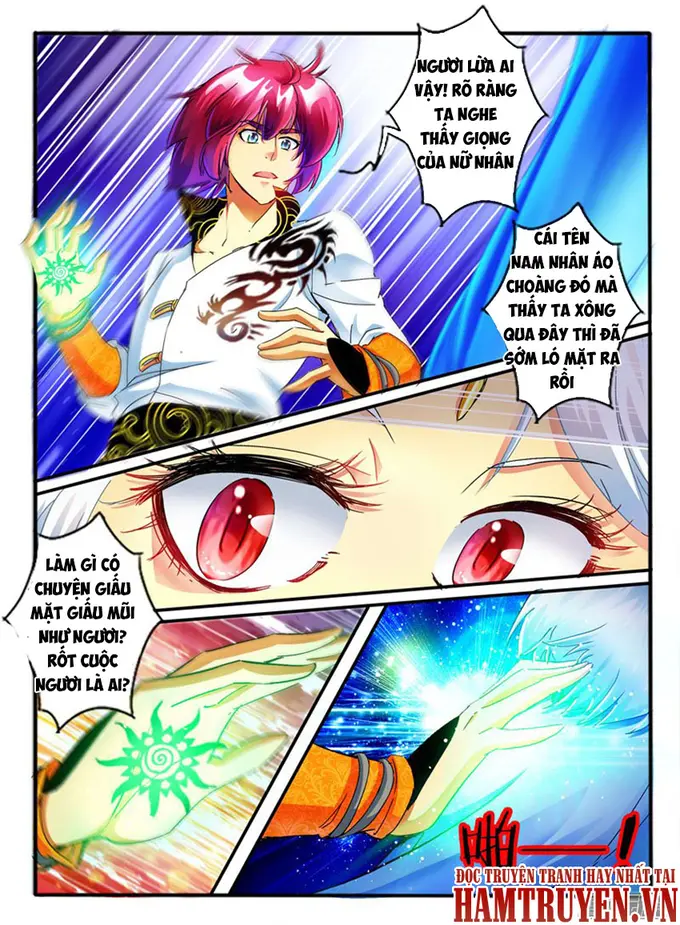 NGƯƠI LỪA AI
VẬY! RÕ RÀNG
TA NGHE
THẤY GIỌNG
CỦA NỮ NHÂN
CÁI TÊN
NAM NHÂN ÁO
CHOÀNG ĐÓ MÀ
THẤY TA XÔNG
QUA ĐÂY THÌ ĐÃ
SỚM LÓ MẶT RA
RỒI
LÀM GÌ CÓ
CHUYỆN GIẤU
MẶT GIẤU MŨI
NHƯ NGƯƠI?
RỐT CUỘC
NGƯƠI LÀ AI?
啪——！
ĐỌC TRUYỆN TRANH HAY NHẤT TẠI
HAMTRUYEN.VN